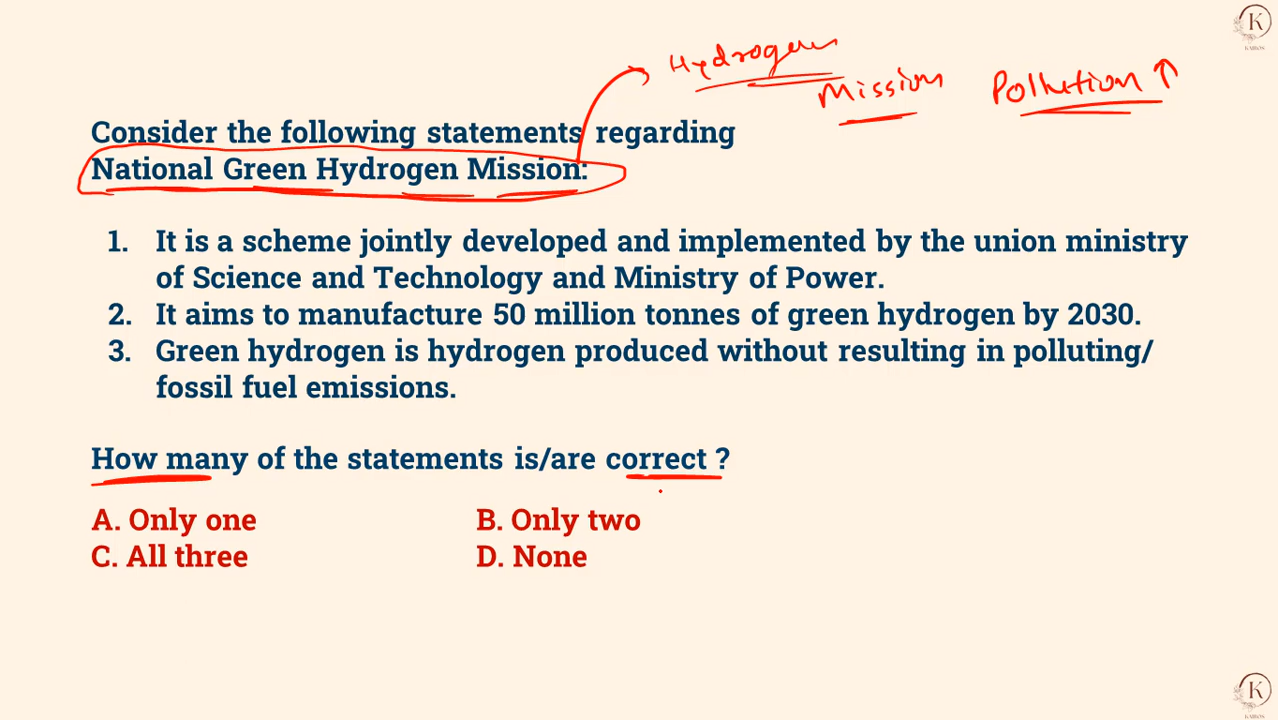 K
KAIROS
Hydrogen
Mission
Pollution ↑
Consider the following statements regarding
National Green Hydrogen Mission:
1. It is a scheme jointly developed and implemented by the union ministry
of Science and Technology and Ministry of Power.
2. It aims to manufacture 50 million tonnes of green hydrogen by 2030.
3. Green hydrogen is hydrogen produced without resulting in polluting/
fossil fuel emissions.
How many of the statements is/are correct ?
A. Only one
B. Only two
C. All three
D. None
K
KAIROS